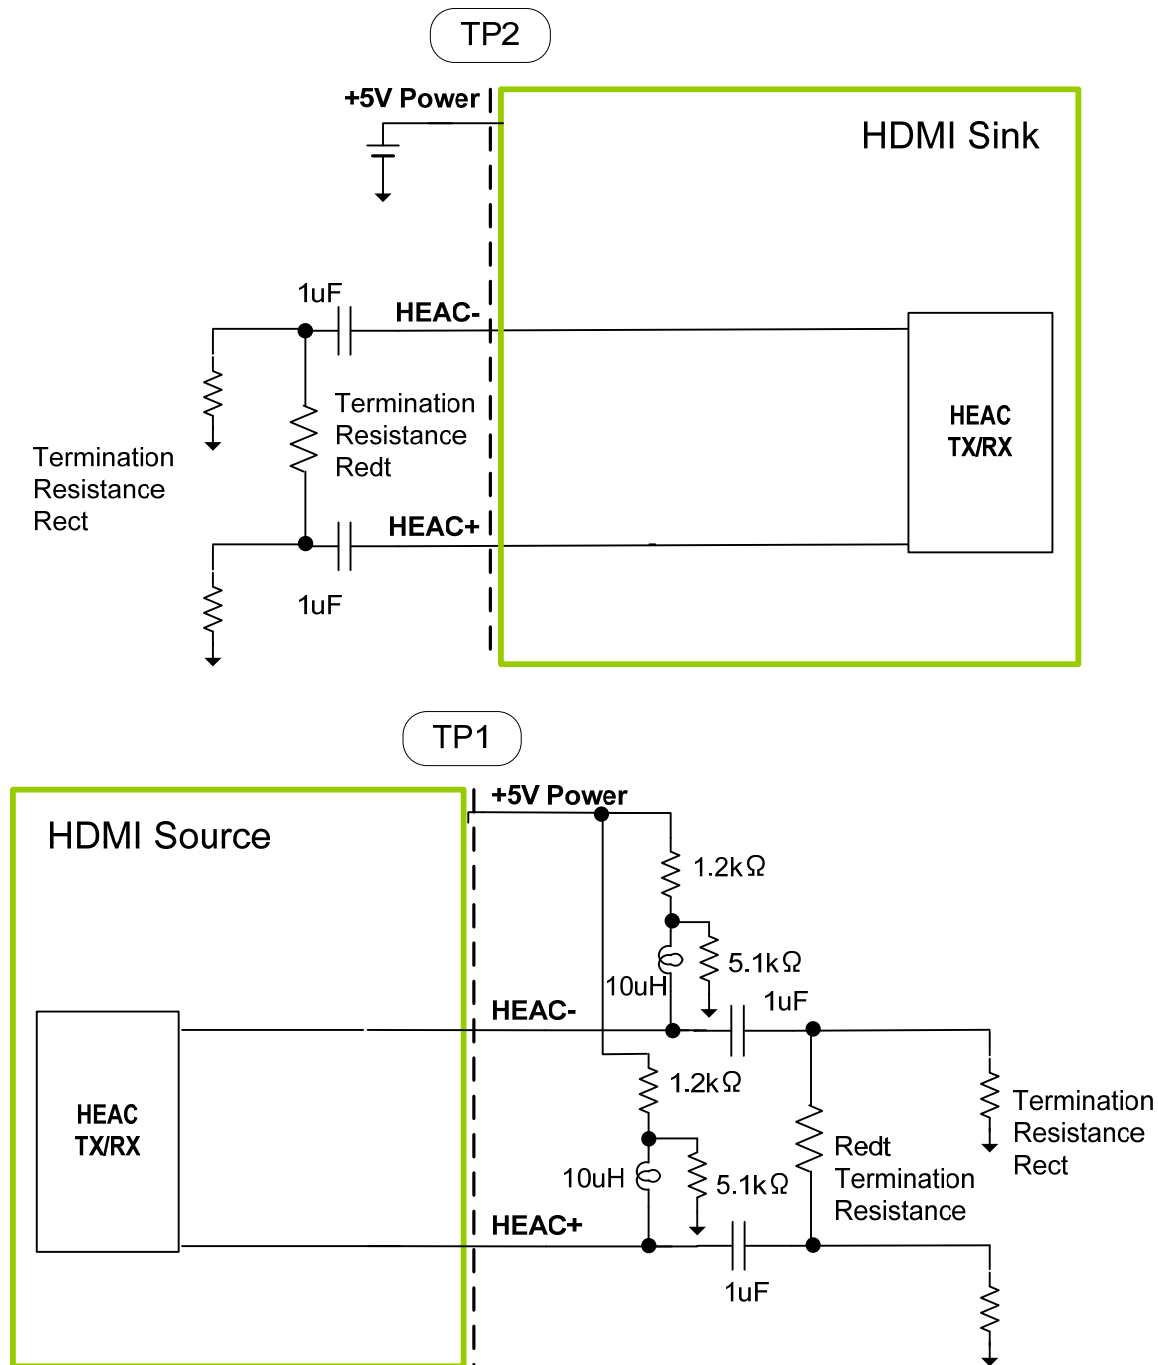 TP2
+5V Power
HDMI Sink
1uF
HEAC-
Termination
Resistance
Redt
HEAC
TX/RX
Termination
Resistance
Rect
HEAC+
1uF
TP1
+5V Power
HDMI Source
1.2kΩ
5.1kΩ
10uH
1uF
HEAC-
1.2kΩ
HEAC
TX/RX
Termination
Resistance
Rect
Redt
Termination
Resistance
10uH
5.1kΩ
HEAC+
1uF